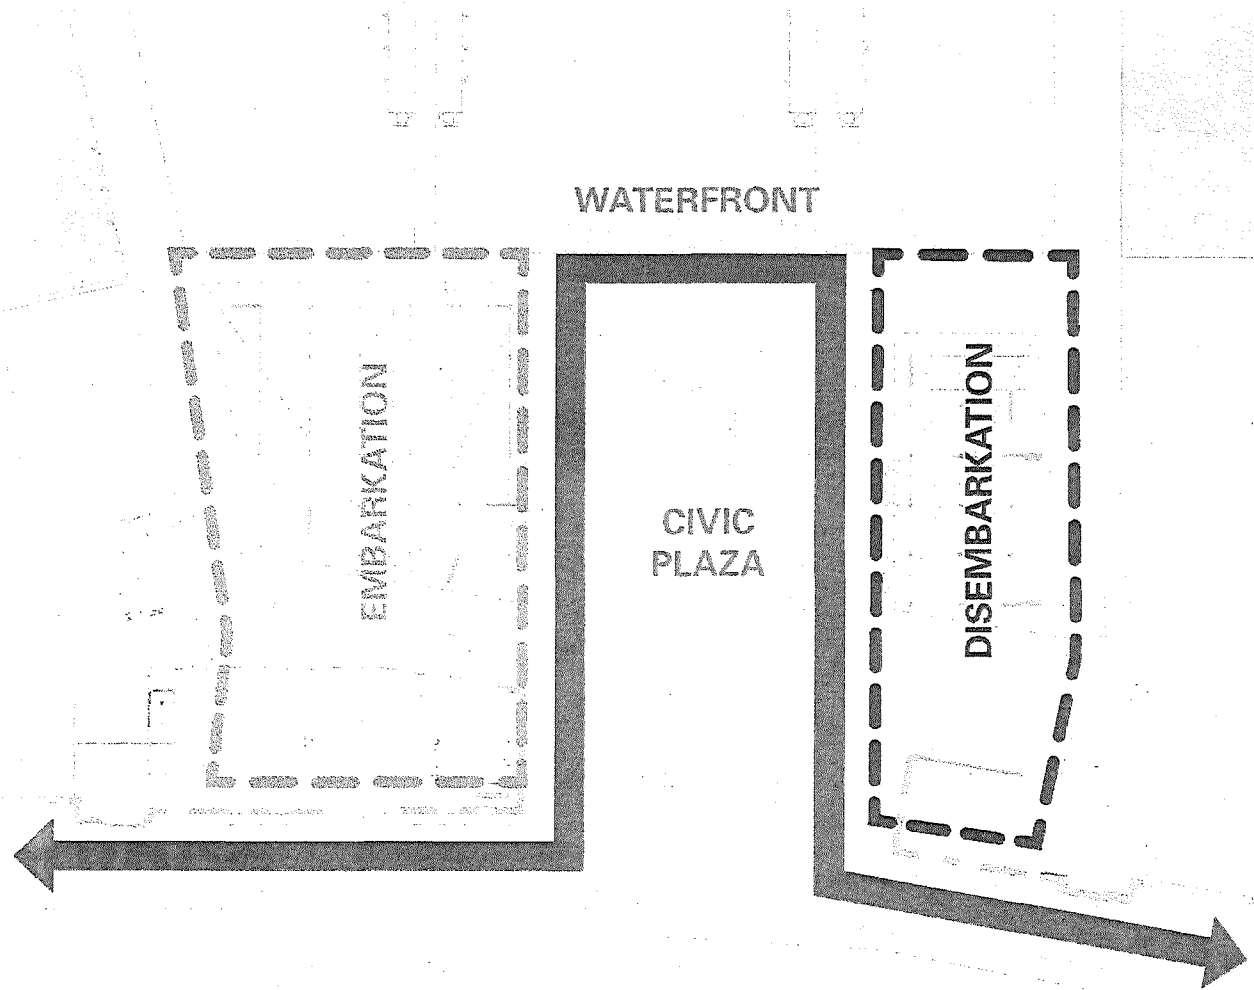 WATERFRONT
EMBARKATION
CIVIC
PLAZA
DISEMBARKATION